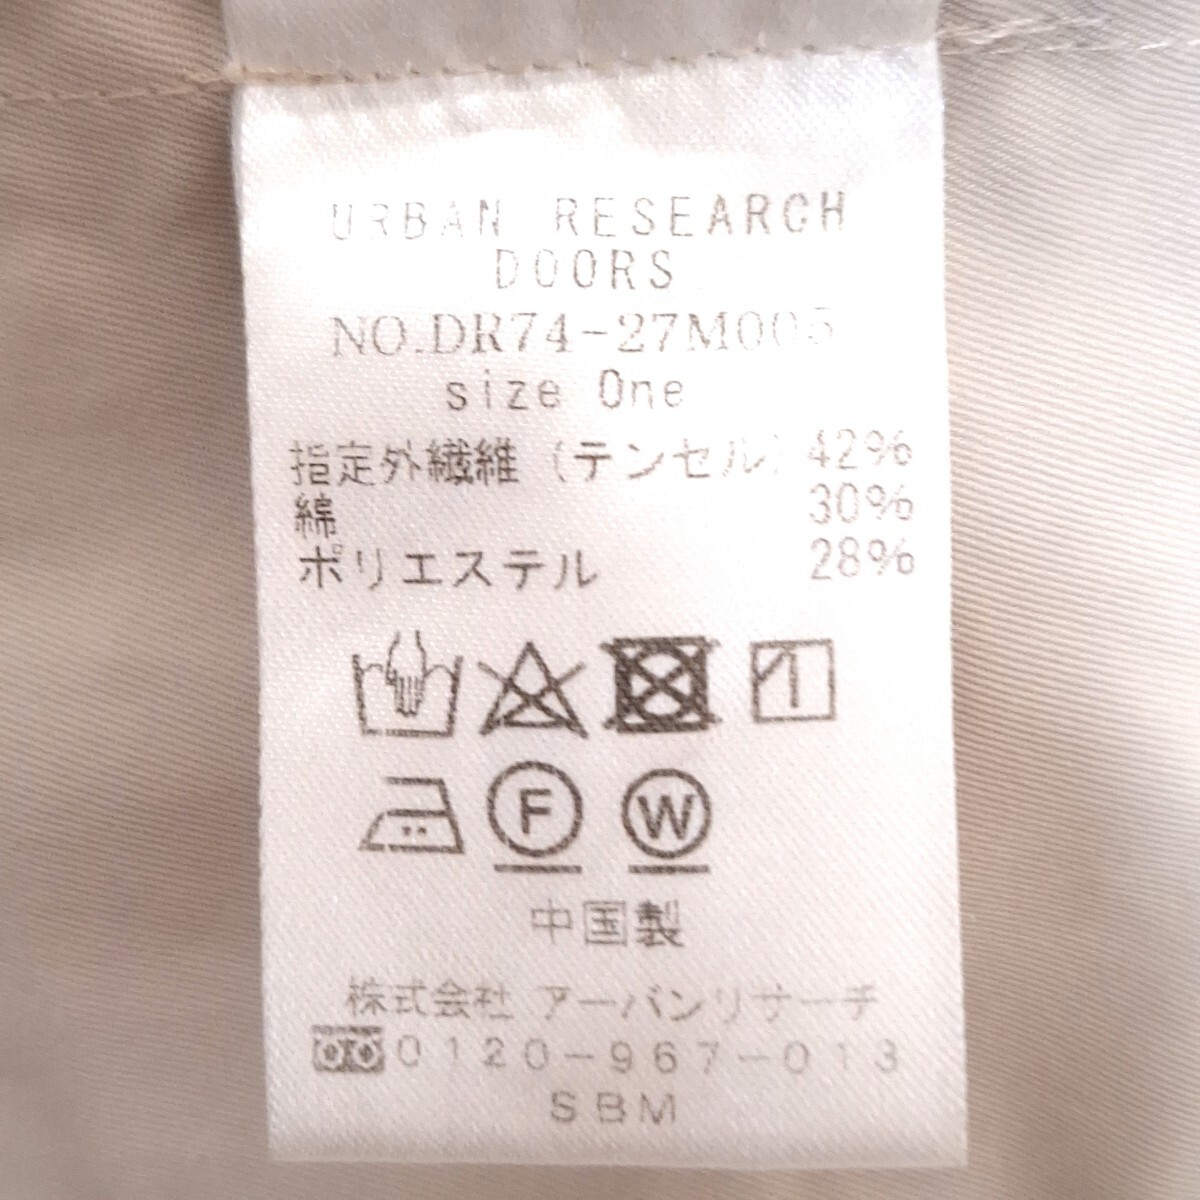 URBAN RESEARCH
DOORS
NO.DR74-27M005
size One
指定外繊維(テンセル) 42%
綿 30%
ポリエステル 28%
F W
中国製
株式会社 アーバンリサーチ
0120-967-013
SBM